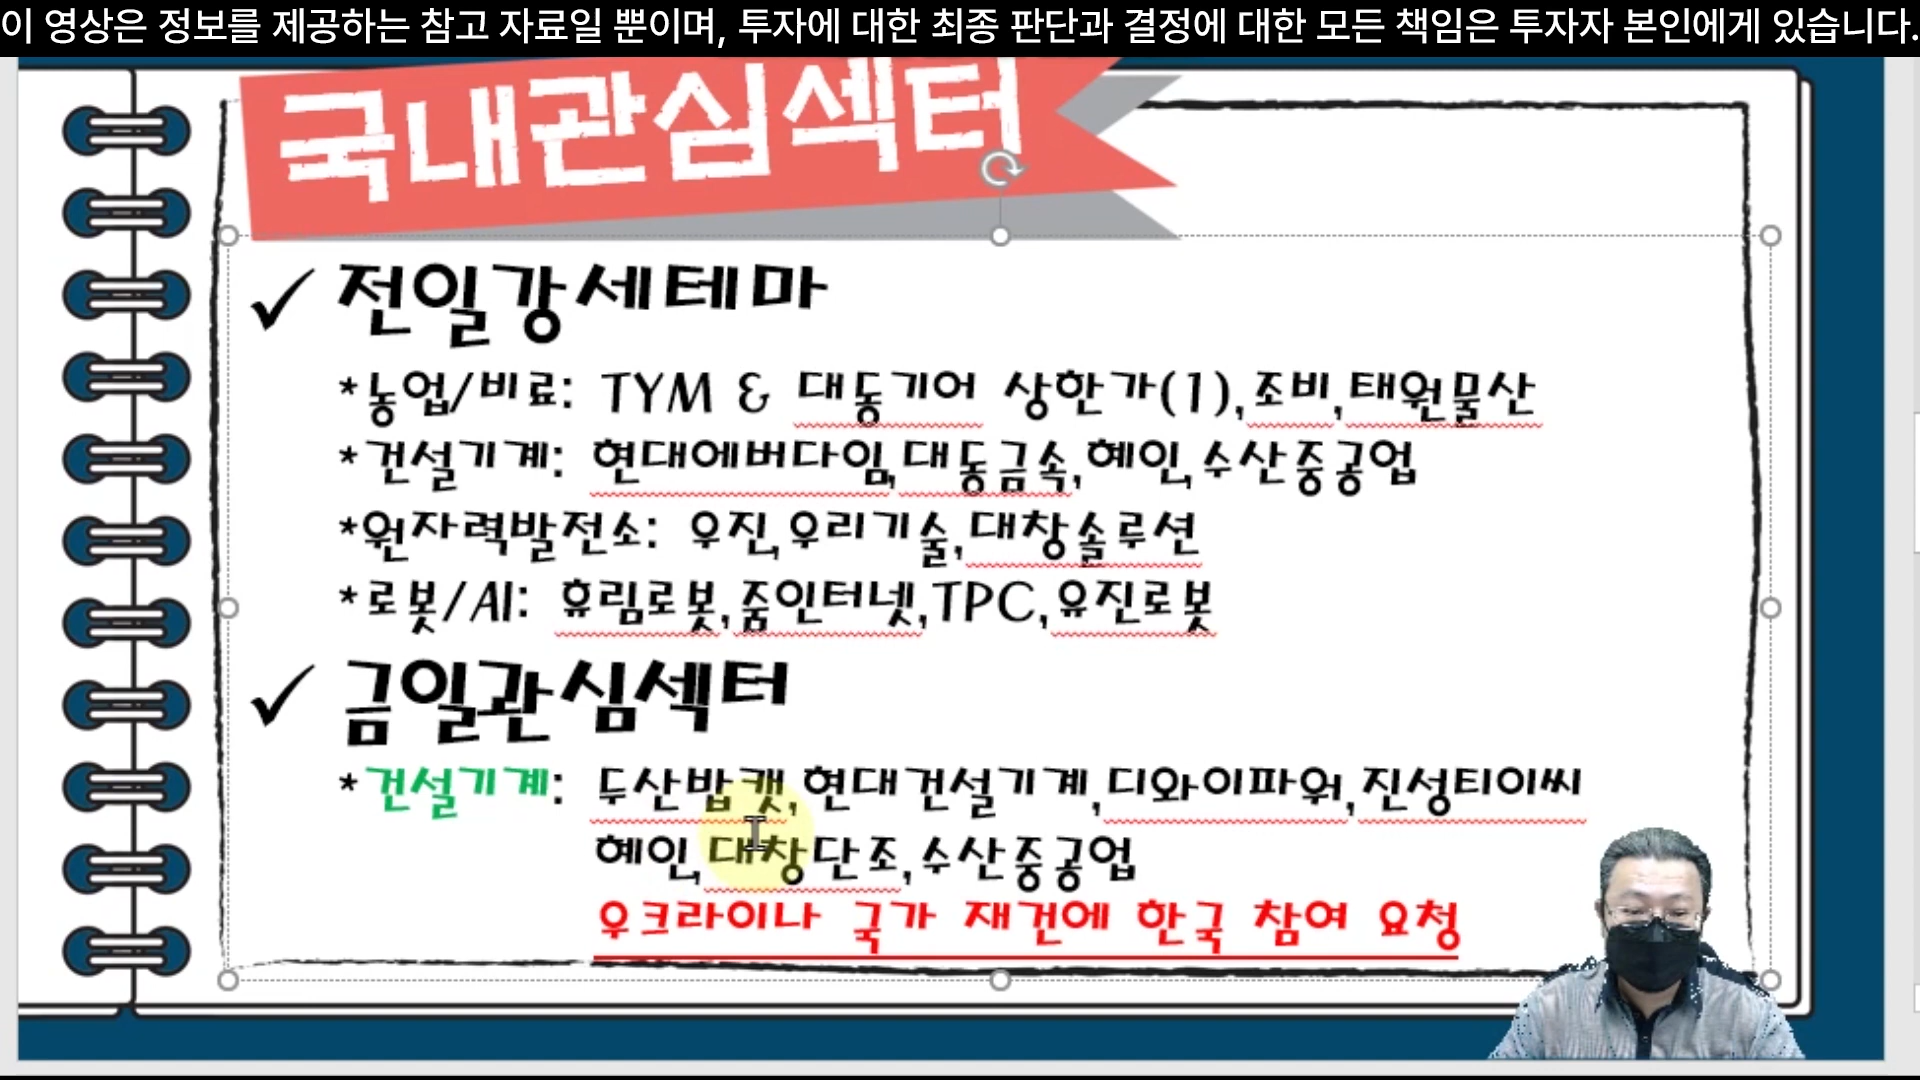 이 영상은 정보를 제공하는 참고 자료일 뿐이며, 투자에 대한 최종 판단과 결정에 대한 모든 책임은 투자자 본인에게 있습니다.
국내관심섹터
✓ 전일강세테마
*농업/비료: TYM & 대동기어 상한가(1),조비,태원물산
*건설기계: 현대에버다임,대동금속,혜인,수산중공업
*원자력발전소: 우진,우리기술,대창솔루션
*로봇/AI: 휴림로봇,줌인터넷,TPC,유진로봇
✓ 금일관심섹터
*건설기계: 두산밥캣,현대건설기계,디와이파워,진성티이씨
혜인,대창단조,수산중공업
우크라이나 국가 재건에 한국 참여 요청